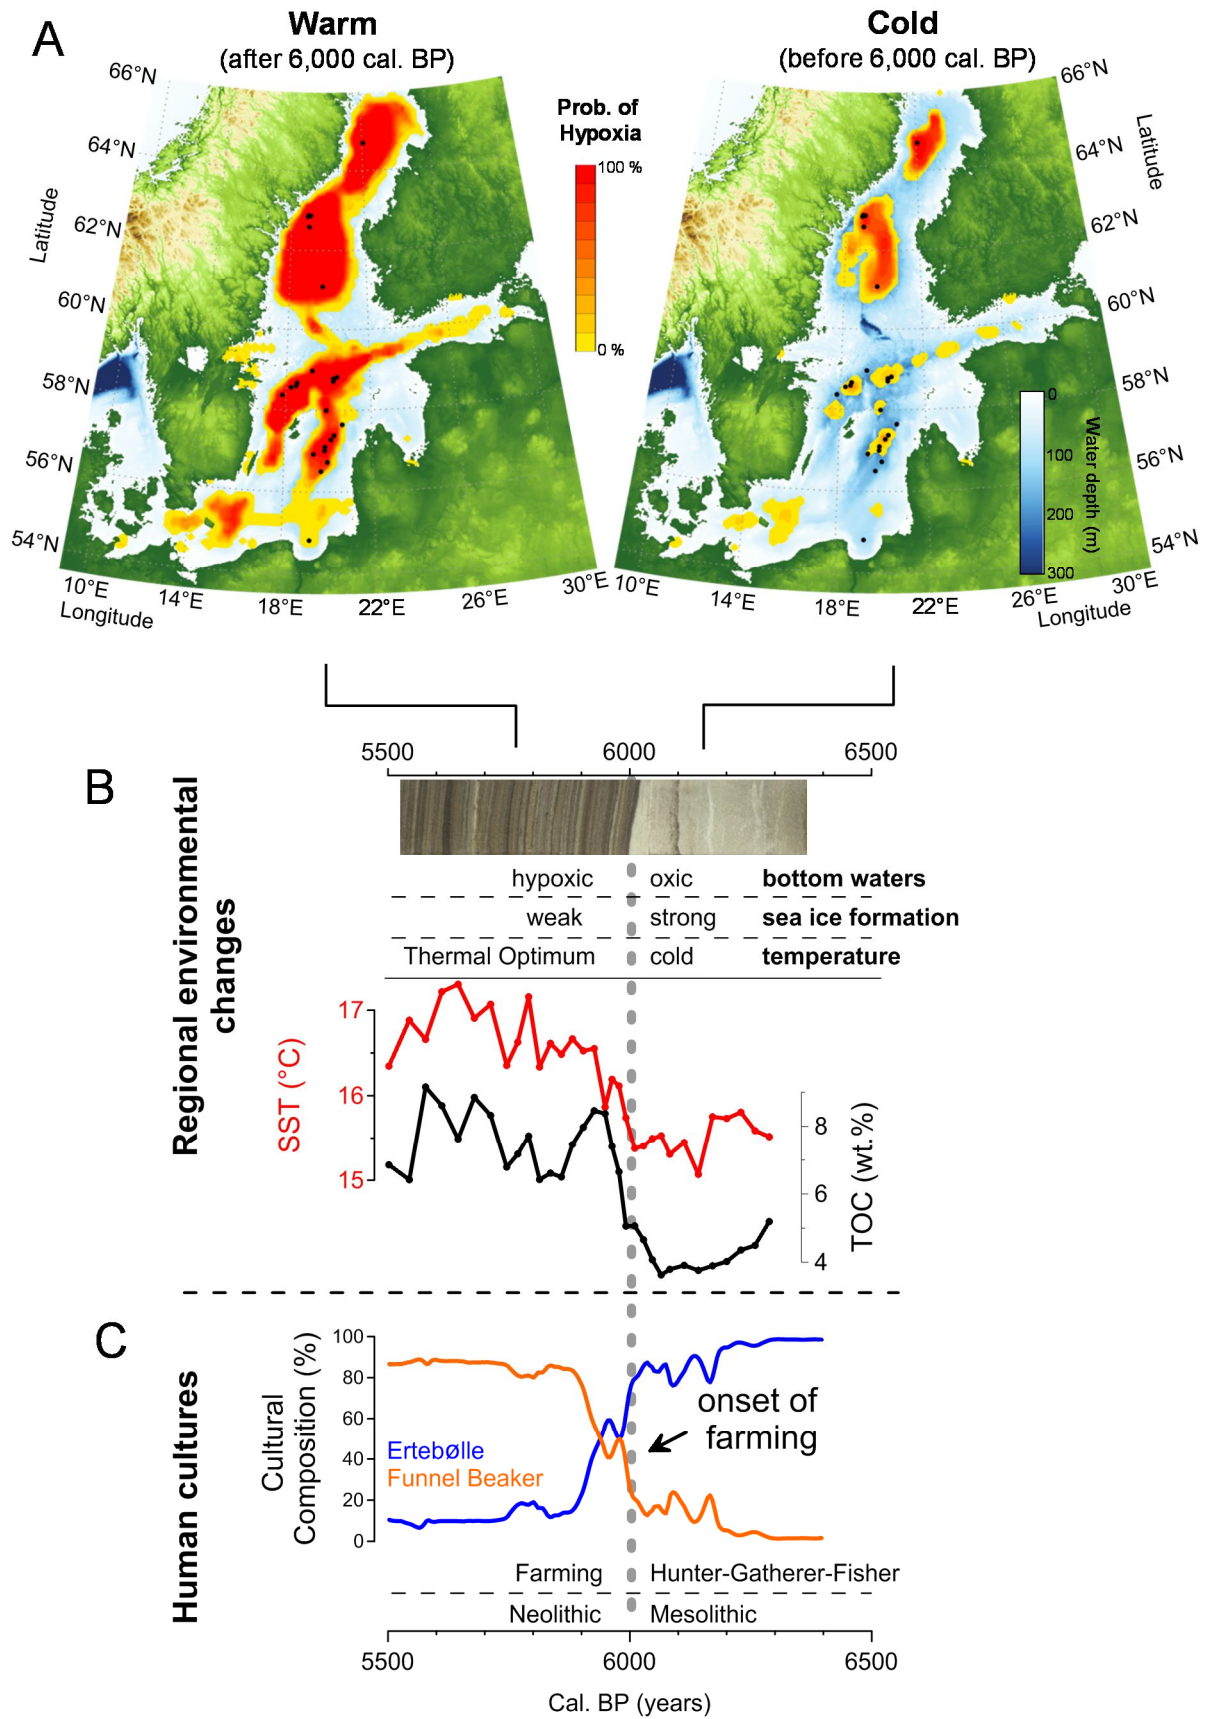 A
Warm
(after 6,000 cal. BP)
Cold
(before 6,000 cal. BP)
66°N
64°N
62°N
60°N
58°N
56°N
54°N
Latitude
10°E
14°E
18°E
22°E
26°E
30°E
Longitude
Prob. of
Hypoxia
100 %
0 %
66°N
64°N
62°N
60°N
58°N
56°N
54°N
Latitude
10°E
14°E
18°E
22°E
26°E
30°E
Longitude
0
100
200
300
Water depth (m)
5500
6000
6500
B
Regional environmental
changes
hypoxic
oxic
bottom waters
weak
strong
sea ice formation
Thermal Optimum
cold
temperature
17
16
15
SST (°C)
8
6
4
TOC (wt.%)
C
Human cultures
Cultural
Composition (%)
100
80
60
40
20
0
Ertebølle
Funnel Beaker
onset of
farming
Farming
Hunter-Gatherer-Fisher
Neolithic
Mesolithic
5500
6000
6500
Cal. BP (years)